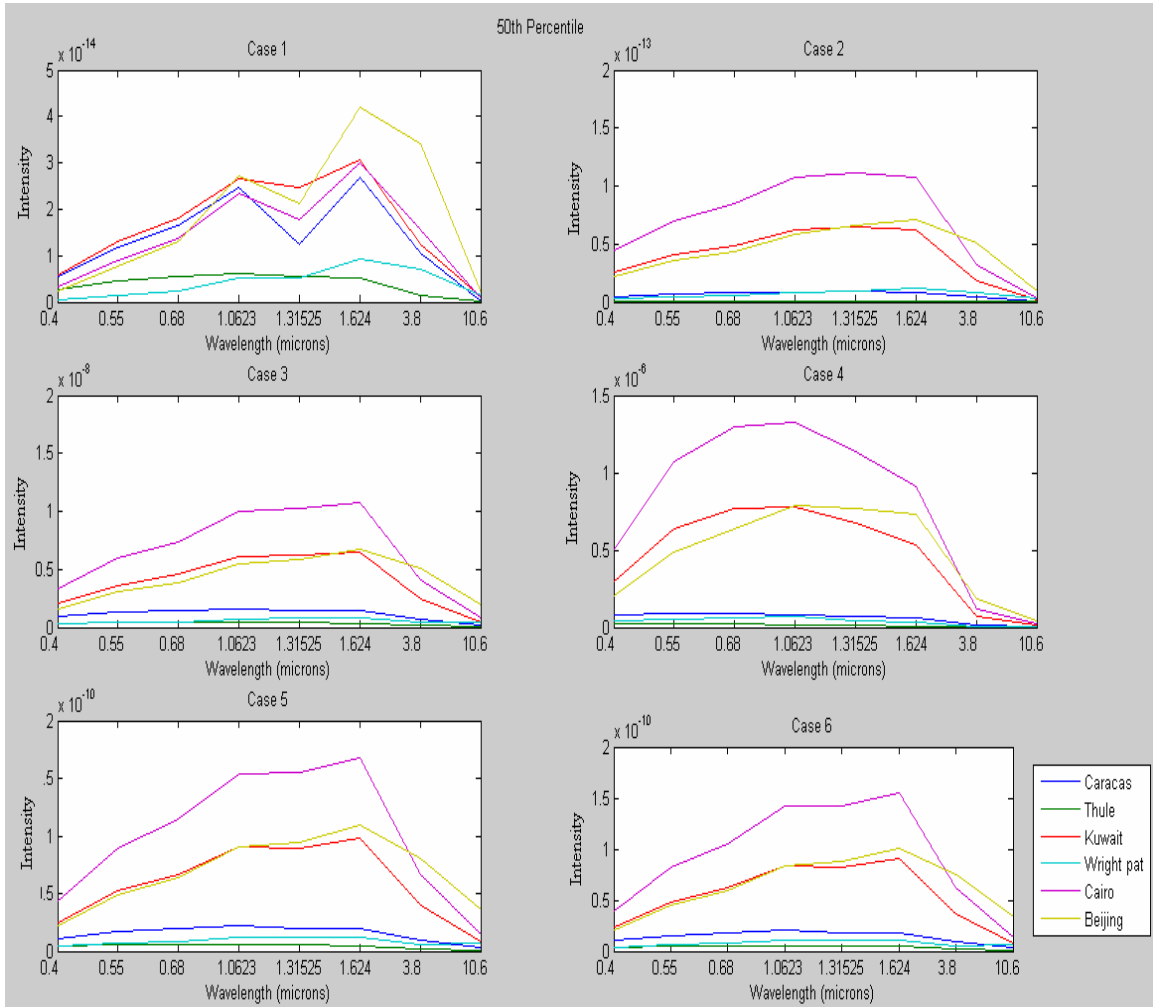 50th Percentile
x 10^-14
Case 1
5
4
3
2
1
0
Intensity
0.4 0.55 0.68 1.0623 1.31525 1.624 3.8 10.6
Wavelength (microns)
x 10^-13
Case 2
2
1.5
1
0.5
0
Intensity
0.4 0.55 0.68 1.0623 1.31525 1.624 3.8 10.6
Wavelength (microns)
x 10^-8
Case 3
2
1.5
1
0.5
0
Intensity
0.4 0.55 0.68 1.0623 1.31525 1.624 3.8 10.6
Wavelength (microns)
x 10^-6
Case 4
1.5
1
0.5
0
Intensity
0.4 0.55 0.68 1.0623 1.31525 1.624 3.8 10.6
Wavelength (microns)
x 10^-10
Case 5
2
.5
1
1.5
0
Intensity
0.4 0.55 0.68 1.0623 1.31525 1.624 3.8 10.6
Wavelength (microns)
x 10^-10
Case 6
2
1.5
1
0.5
0
Intensity
0.4 0.55 0.68 1.0623 1.31525 1.624 3.8 10.6
Wavelength (microns)
Caracas
Thule
Kuwait
Wright pat
Cairo
Beijing